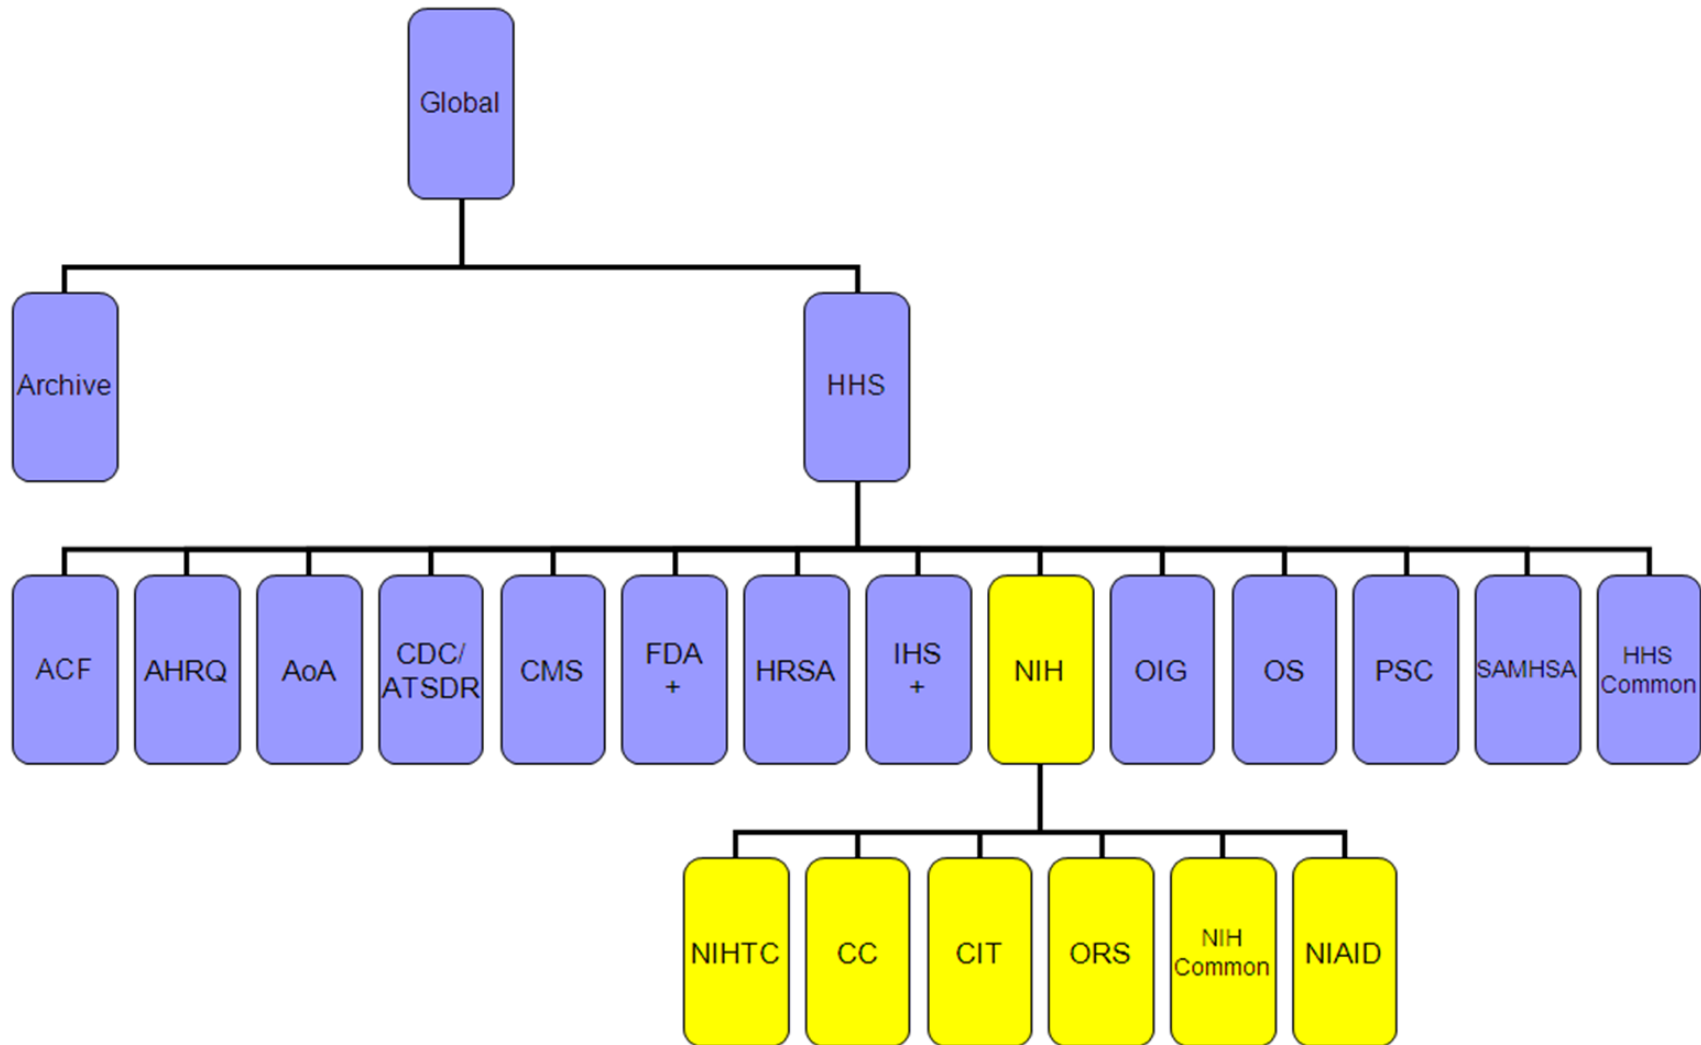 Global
Archive
HHS
ACF
AHRQ
AoA
CDC/
ATSDR
CMS
FDA
+
HRSA
IHS
+
NIH
OIG
OS
PSC
SAMHSA
HHS
Common
NIHTC
CC
CIT
ORS
NIH
Common
NIAID